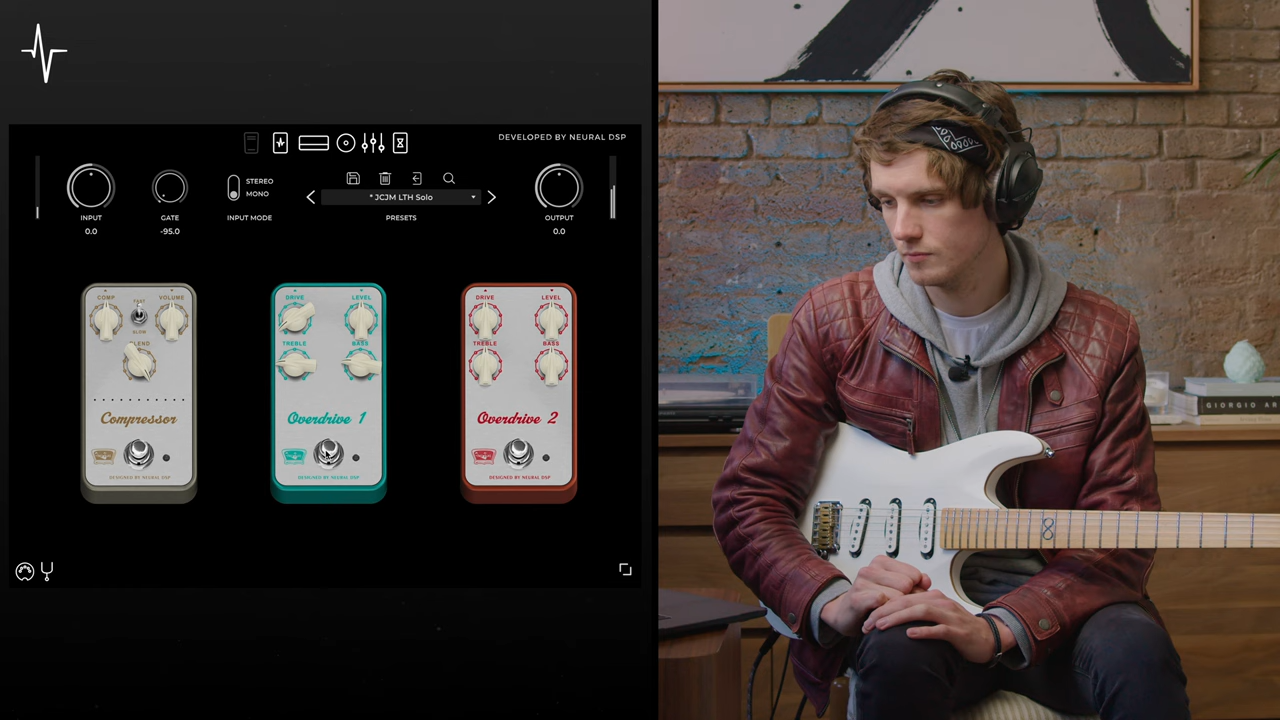 DEVELOPED BY NEURAL DSP
STEREO
MONO
* JCJM LTH Solo
INPUT
GATE
INPUT MODE
PRESETS
OUTPUT
0.0
-95.0
0.0
COMP
FAST
VOLUME
SLOW
BLEND
Compressor
DESIGNED BY NEURAL DSP
DRIVE
LEVEL
TREBLE
BASS
Overdrive 1
DESIGNED BY NEURAL DSP
DRIVE
LEVEL
TREBLE
BASS
Overdrive 2
DESIGNED BY NEURAL DSP
GIORGIO AR